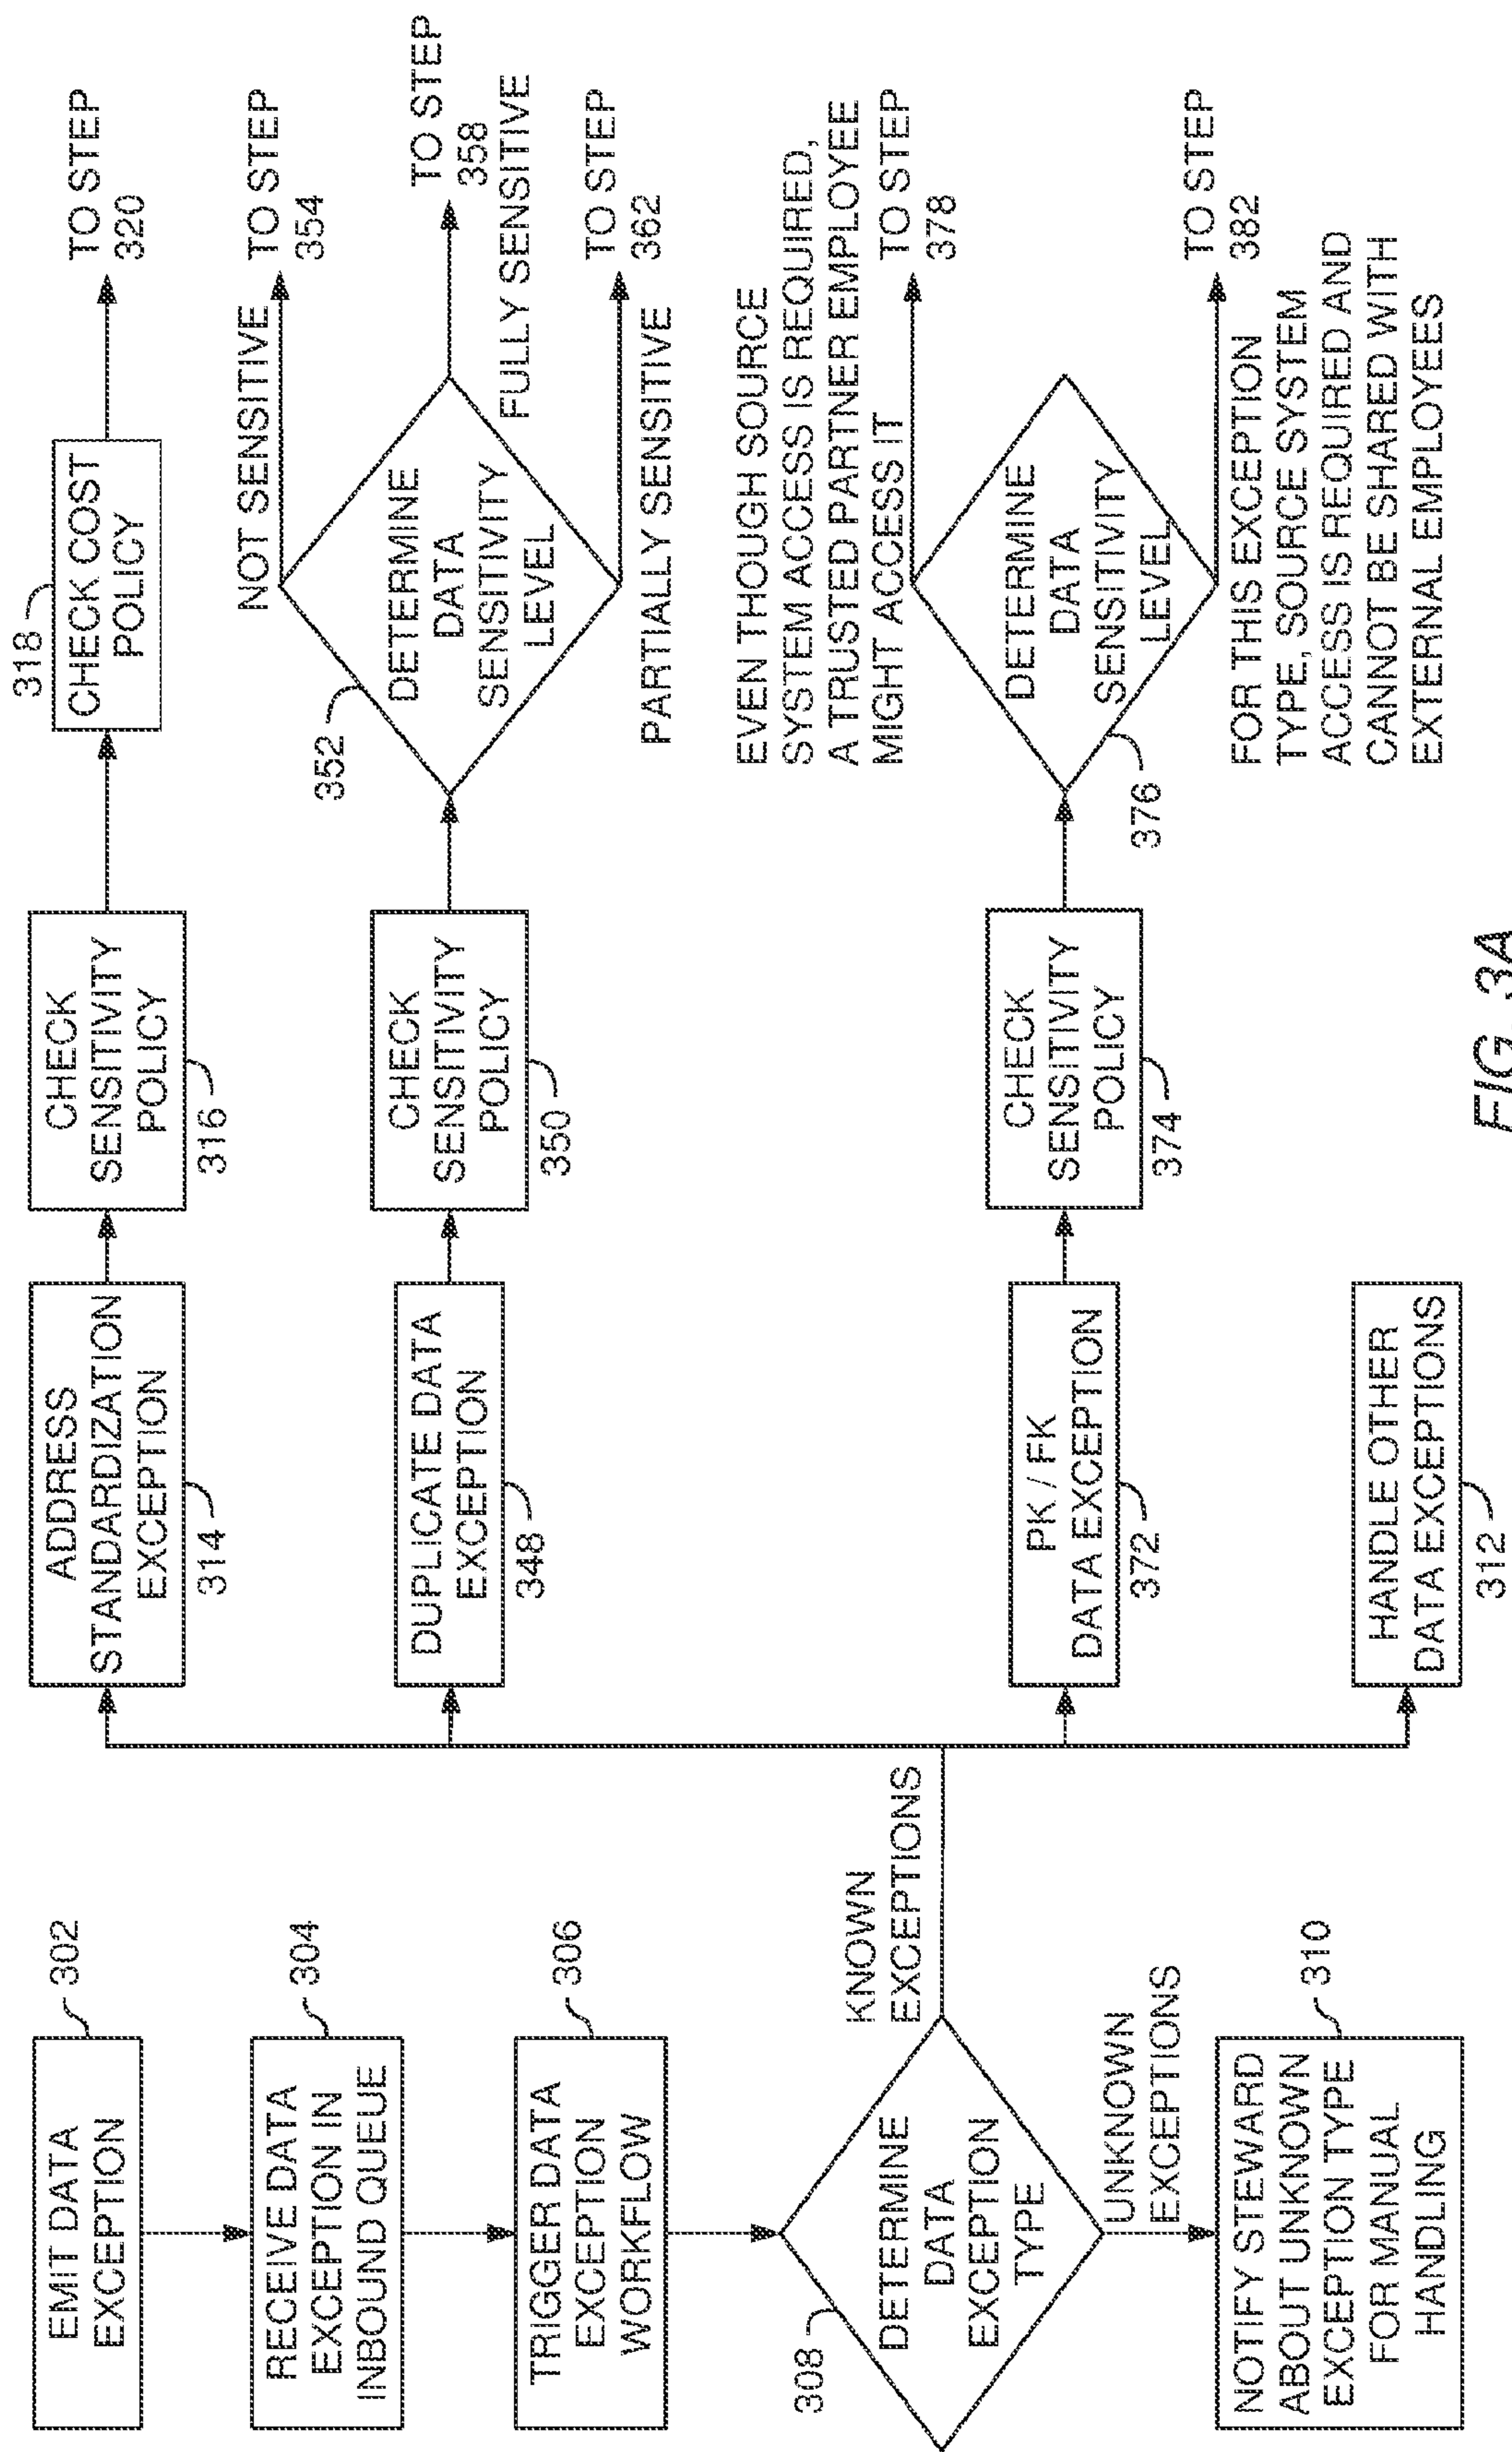 EMIT DATA
EXCEPTION
302
RECEIVE DATA
EXCEPTION IN
INBOUND QUEUE
304
TRIGGER DATA
EXCEPTION
WORKFLOW
306
308
DETERMINE
DATA
EXCEPTION
TYPE
KNOWN
EXCEPTIONS
UNKNOWN
EXCEPTIONS
NOTIFY STEWARD
ABOUT UNKNOWN
EXCEPTION TYPE
FOR MANUAL
HANDLING
310
ADDRESS
STANDARDIZATION
EXCEPTION
314
CHECK
SENSITIVITY
POLICY
316
318
CHECK COST
POLICY
TO STEP
320
DUPLICATE DATA
EXCEPTION
348
CHECK
SENSITIVITY
POLICY
350
352
DETERMINE
DATA
SENSITIVITY
LEVEL
NOT SENSITIVE
TO STEP
354
TO STEP
358
FULLY SENSITIVE
TO STEP
362
PARTIALLY SENSITIVE
PK / FK
DATA EXCEPTION
372
CHECK
SENSITIVITY
POLICY
374
EVEN THOUGH SOURCE
SYSTEM ACCESS IS REQUIRED,
A TRUSTED PARTNER EMPLOYEE
MIGHT ACCESS IT
TO STEP
378
DETERMINE
DATA
SENSITIVITY
LEVEL
376
TO STEP
382
FOR THIS EXCEPTION
TYPE, SOURCE SYSTEM
ACCESS IS REQUIRED AND
CANNOT BE SHARED WITH
EXTERNAL EMPLOYEES
HANDLE OTHER
DATA EXCEPTIONS
312
FIG. 3A